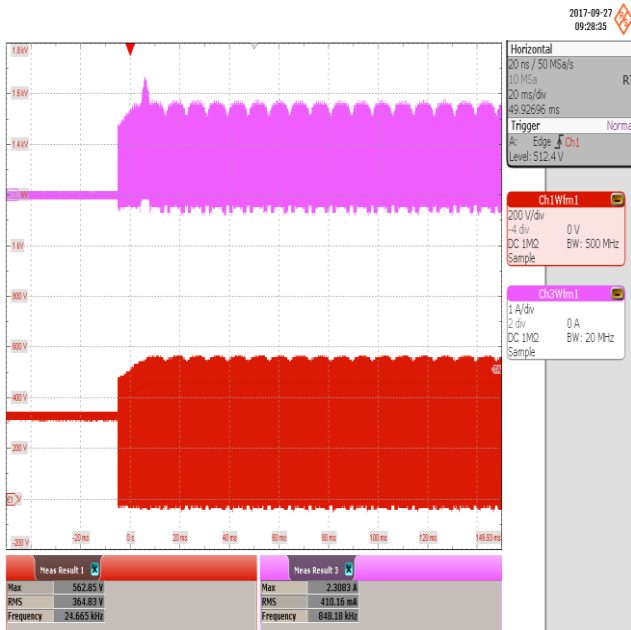 2017-09-27
09:28:35
Horizontal
20 ns / 50 MSa/s
10 MSa RT
20 ms/div
49.92696 ms
Trigger Norma
A: Edge Ch1
Level: 512.4 V
Ch1Wfm1
200 V/div
-4 div 0 V
DC 1MΩ BW: 500 MHz
Sample
Ch3Wfm1
1 A/div
2 div 0 A
DC 1MΩ BW: 20 MHz
Sample
1.8 kV
1.6 kV
1.4 kV
kV
1 kV
800 V
600 V
400 V
200 V
-200 V
-20 ms
0 s
20 ms
40 ms
60 ms
80 ms
100 ms
120 ms
149.93 ms
Meas Result 1
Max 562.85 V
RMS 364.83 V
Frequency 24.665 kHz
Meas Result 3
Max 2.3083 A
RMS 410.16 mA
Frequency 848.18 kHz